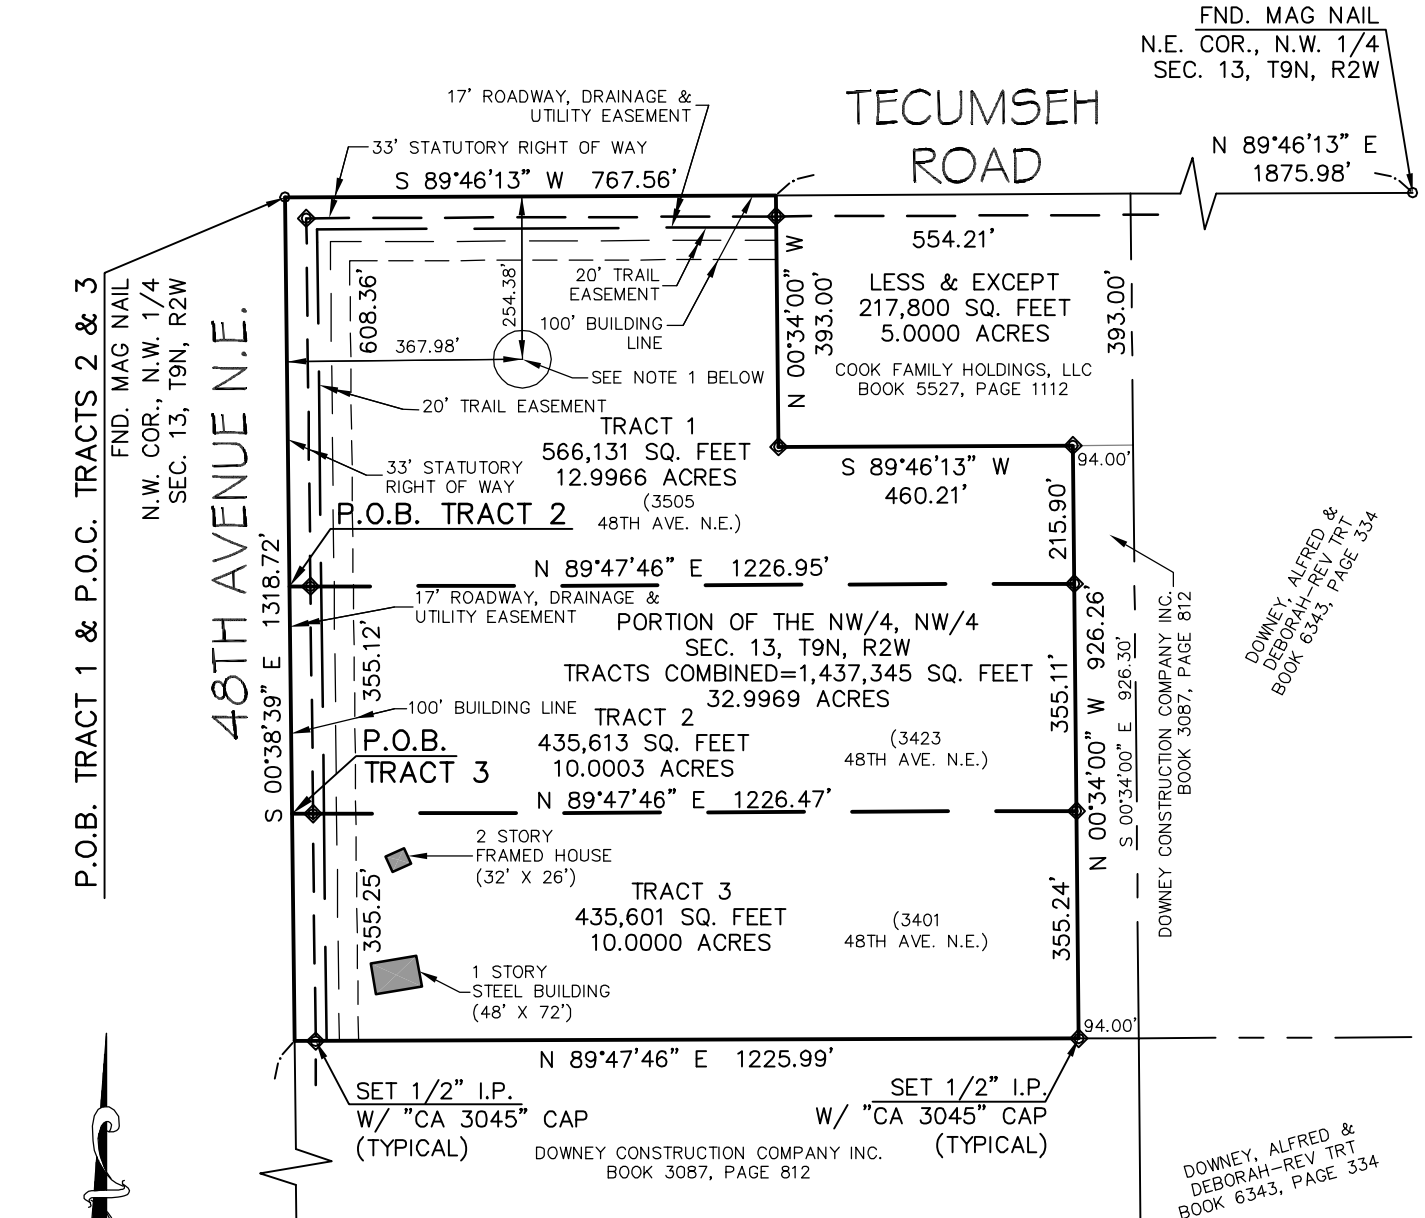 FND. MAG NAIL
N.E. COR., N.W. 1/4
SEC. 13, T9N, R2W
TECUMSEH
ROAD
N 89°46'13" E
1875.98'
17' ROADWAY, DRAINAGE &
UTILITY EASEMENT
33' STATUTORY RIGHT OF WAY
S 89°46'13" W 767.56'
554.21'
LESS & EXCEPT
217,800 SQ. FEET
5.0000 ACRES
COOK FAMILY HOLDINGS, LLC
BOOK 5527, PAGE 1112
N 00°34'00" W
393.00'
393.00'
20' TRAIL
EASEMENT
100' BUILDING
LINE
254.38'
608.36'
367.98'
SEE NOTE 1 BELOW
20' TRAIL EASEMENT
P.O.B. TRACT 1 & P.O.C. TRACTS 2 & 3
FND. MAG NAIL
N.W. COR., N.W. 1/4
SEC. 13, T9N, R2W
48TH AVENUE N.E.
TRACT 1
566,131 SQ. FEET
12.9966 ACRES
(3505
48TH AVE. N.E.)
33' STATUTORY
RIGHT OF WAY
S 89°46'13" W
460.21'
94.00'
215.90'
P.O.B. TRACT 2
N 89°47'46" E 1226.95'
S 00°38'39" E 1318.72'
17' ROADWAY, DRAINAGE &
UTILITY EASEMENT
355.12'
PORTION OF THE NW/4, NW/4
SEC. 13, T9N, R2W
TRACTS COMBINED=1,437,345 SQ. FEET
32.9969 ACRES
355.11'
N 00°34'00" W 926.26'
S 00°34'00" E 926.30'
DOWNEY CONSTRUCTION COMPANY INC.
BOOK 3087, PAGE 812
DOWNEY, ALFRED &
DEBORAH-REV TRT
BOOK 6343, PAGE 334
100' BUILDING LINE
TRACT 2
435,613 SQ. FEET
10.0003 ACRES
(3423
48TH AVE. N.E.)
P.O.B.
TRACT 3
N 89°47'46" E 1226.47'
2 STORY
FRAMED HOUSE
(32' X 26')
355.25'
TRACT 3
435,601 SQ. FEET
10.0000 ACRES
(3401
48TH AVE. N.E.)
355.24'
1 STORY
STEEL BUILDING
(48' X 72')
94.00'
N 89°47'46" E 1225.99'
SET 1/2" I.P.
W/ "CA 3045" CAP
(TYPICAL)
SET 1/2" I.P.
W/ "CA 3045" CAP
(TYPICAL)
DOWNEY CONSTRUCTION COMPANY INC.
BOOK 3087, PAGE 812
DOWNEY, ALFRED &
DEBORAH-REV TRT
BOOK 6343, PAGE 334